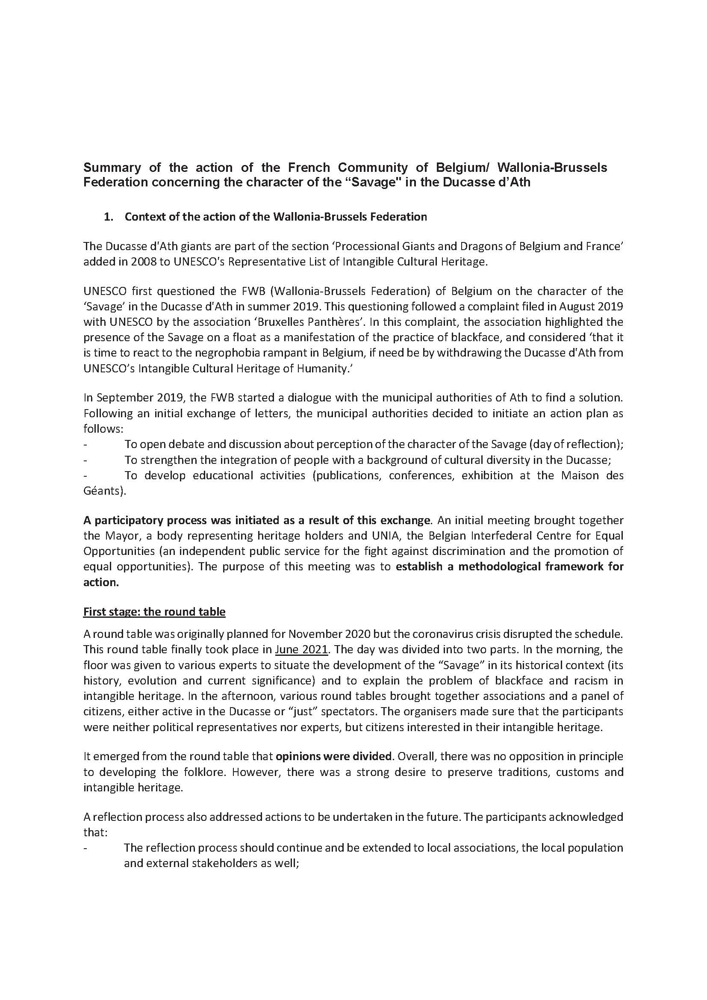 Summary of the action of the French Community of Belgium/ Wallonia-Brussels
Federation concerning the character of the “Savage" in the Ducasse d’Ath
1. Context of the action of the Wallonia-Brussels Federation
The Ducasse d'Ath giants are part of the section ‘Processional Giants and Dragons of Belgium and France’
added in 2008 to UNESCO's Representative List of Intangible Cultural Heritage.
UNESCO first questioned the FWB (Wallonia-Brussels Federation) of Belgium on the character of the
‘Savage’ in the Ducasse d'Ath in summer 2019. This questioning followed a complaint filed in August 2019
with UNESCO by the association ‘Bruxelles Panthères’. In this complaint, the association highlighted the
presence of the Savage on a float as a manifestation of the practice of blackface, and considered ‘that it
is time to react to the negrophobia rampant in Belgium, if need be by withdrawing the Ducasse d'Ath from
UNESCO’s Intangible Cultural Heritage of Humanity.’
In September 2019, the FWB started a dialogue with the municipal authorities of Ath to find a solution.
Following an initial exchange of letters, the municipal authorities decided to initiate an action plan as
follows:
- To open debate and discussion about perception of the character of the Savage (day of reflection);
- To strengthen the integration of people with a background of cultural diversity in the Ducasse;
- To develop educational activities (publications, conferences, exhibition at the Maison des
Géants).
A participatory process was initiated as a result of this exchange. An initial meeting brought together
the Mayor, a body representing heritage holders and UNIA, the Belgian Interfederal Centre for Equal
Opportunities (an independent public service for the fight against discrimination and the promotion of
equal opportunities). The purpose of this meeting was to establish a methodological framework for
action.
First stage: the round table
A round table was originally planned for November 2020 but the coronavirus crisis disrupted the schedule.
This round table finally took place in June 2021. The day was divided into two parts. In the morning, the
floor was given to various experts to situate the development of the “Savage” in its historical context (its
history, evolution and current significance) and to explain the problem of blackface and racism in
intangible heritage. In the afternoon, various round tables brought together associations and a panel of
citizens, either active in the Ducasse or “just” spectators. The organisers made sure that the participants
were neither political representatives nor experts, but citizens interested in their intangible heritage.
It emerged from the round table that opinions were divided. Overall, there was no opposition in principle
to developing the folklore. However, there was a strong desire to preserve traditions, customs and
intangible heritage.
A reflection process also addressed actions to be undertaken in the future. The participants acknowledged
that:
- The reflection process should continue and be extended to local associations, the local population
and external stakeholders as well;